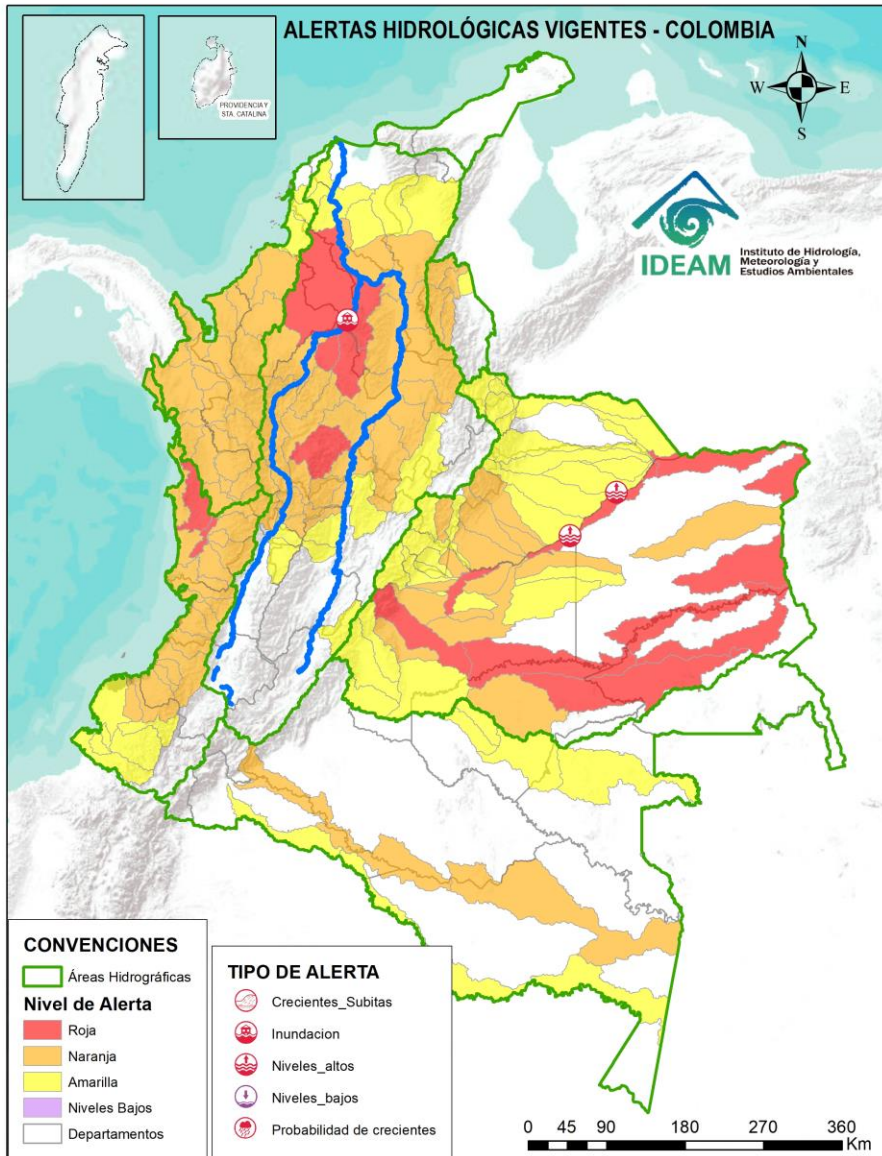 ALERTAS HIDROLÓGICAS VIGENTES - COLOMBIA
PROVIDENCIA Y
STA. CATALINA
N
W
E
S
IDEAM
Instituto de Hidrología,
Meteorología y
Estudios Ambientales
CONVENCIONES
Áreas Hidrográficas
Nivel de Alerta
Roja
Naranja
Amarilla
Niveles Bajos
Departamentos
TIPO DE ALERTA
Crecientes_Subitas
Inundacion
Niveles_altos
Niveles_bajos
Probabilidad de crecientes
0 45 90 180 270 360
Km